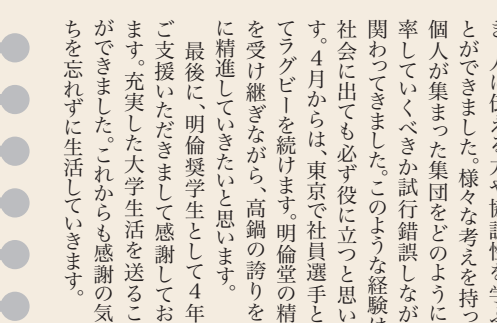 ま、人に伝える力や協調性を学ぶ
とができました。様々な考えを持っ
個人が集まった集団をどのように
率していくべきか試行錯誤しなが
関わってきました。このような経験は
社会に出ても必ず役に立つと思い
す。4月からは、東京で社員選手と
てラグビーを続けます。明倫堂の精
を受け継ぎながら、高鍋の誇りを
に精進していきたいと思います。
最後に、明倫奨学生として4年
ご支援いただきまして感謝してお
ます。充実した大学生活を送るこ
ができました。これからも感謝の気
ちを忘れずに生活していきます。